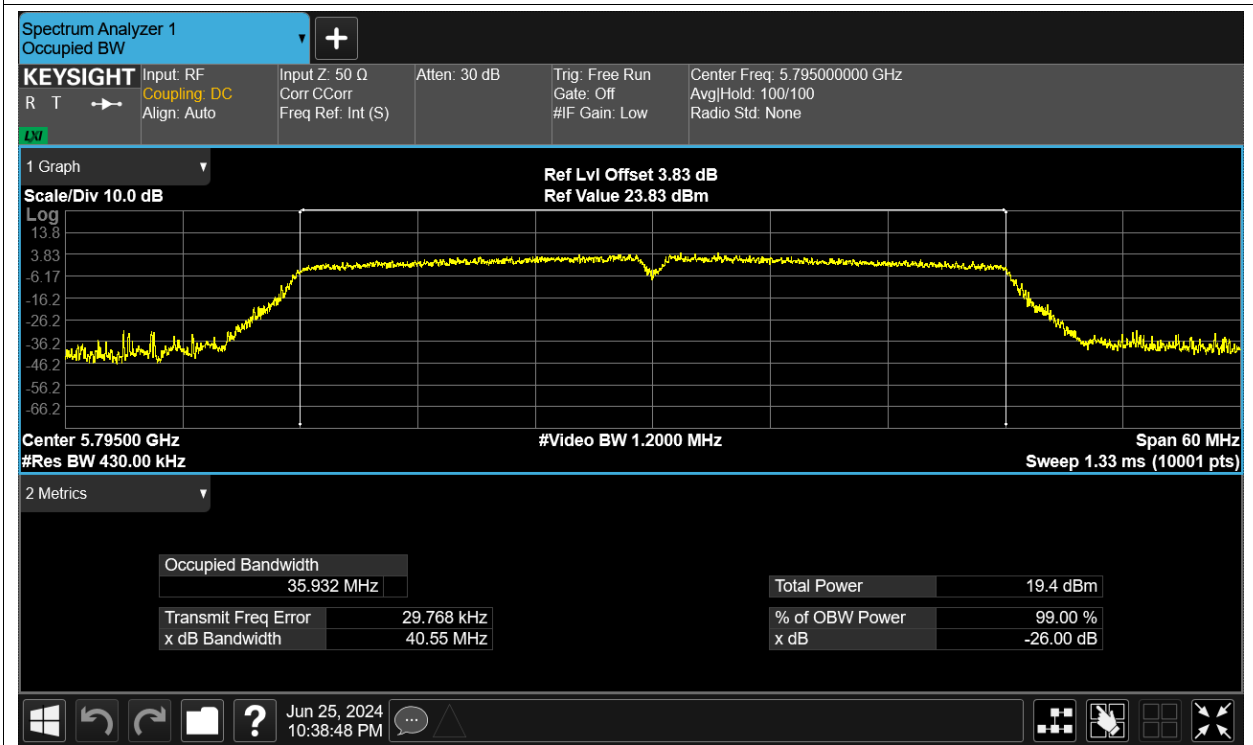 Spectrum Analyzer 1
Occupied BW
KEYSIGHT
R T
LXI
Input: RF
Coupling: DC
Align: Auto
Input Z: 50 Ω
Corr CCorr
Freq Ref: Int (S)
Atten: 30 dB
Trig: Free Run
Gate: Off
#IF Gain: Low
Center Freq: 5.795000000 GHz
Avg|Hold: 100/100
Radio Std: None
1 Graph
Scale/Div 10.0 dB
Ref Lvl Offset 3.83 dB
Ref Value 23.83 dBm
Log
13.8
3.83
-6.17
-16.2
-26.2
-36.2
-46.2
-56.2
-66.2
Center 5.79500 GHz
#Video BW 1.2000 MHz
Span 60 MHz
#Res BW 430.00 kHz
Sweep 1.33 ms (10001 pts)
2 Metrics
Occupied Bandwidth
35.932 MHz
Total Power 19.4 dBm
Transmit Freq Error 29.768 kHz
% of OBW Power 99.00 %
x dB Bandwidth 40.55 MHz
x dB -26.00 dB
?
Jun 25, 2024
10:38:48 PM